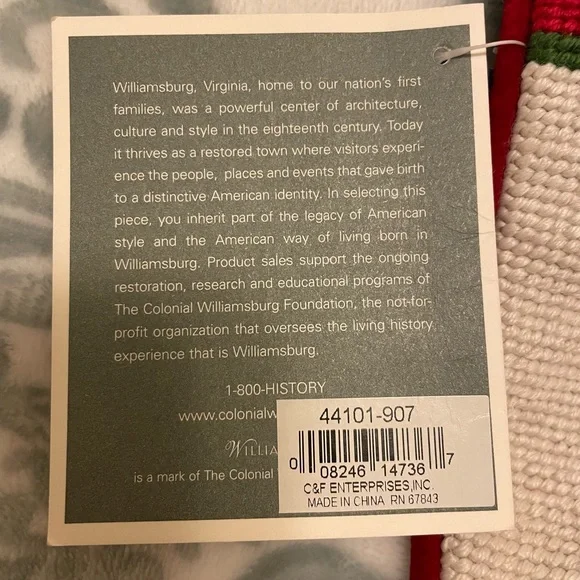 Williamsburg, Virginia, home to our nation's first
families, was a powerful center of architecture,
culture and style in the eighteenth century. Today
it thrives as a restored town where visitors experi-
ence the people, places and events that gave birth
to a distinctive American identity. In selecting this
piece, you inherit part of the legacy of American
style and the American way of living born in
Williamsburg. Product sales support the ongoing
restoration, research and educational programs of
The Colonial Williamsburg Foundation, the not-for-
profit organization that oversees the living history
experience that is Williamsburg.
1-800-HISTORY
www.colonialw
WILLIA
is a mark of The Colonial
44101-907
0 08246 14736 7
C&F ENTERPRISES,INC.
MADE IN CHINA RN 67843